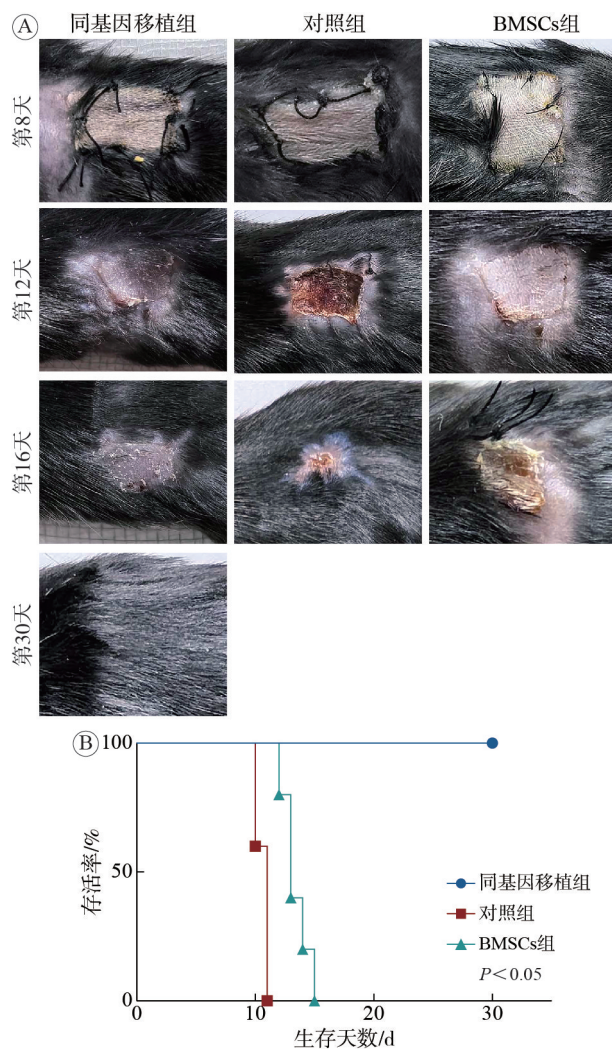 A
同基因移植组
对照组
BMSCs组
第8天
第12天
第16天
第30天
B
100
50
0
0
10
20
30
存活率/%
生存天数/d
同基因移植组
对照组
BMSCs组
P<0.05